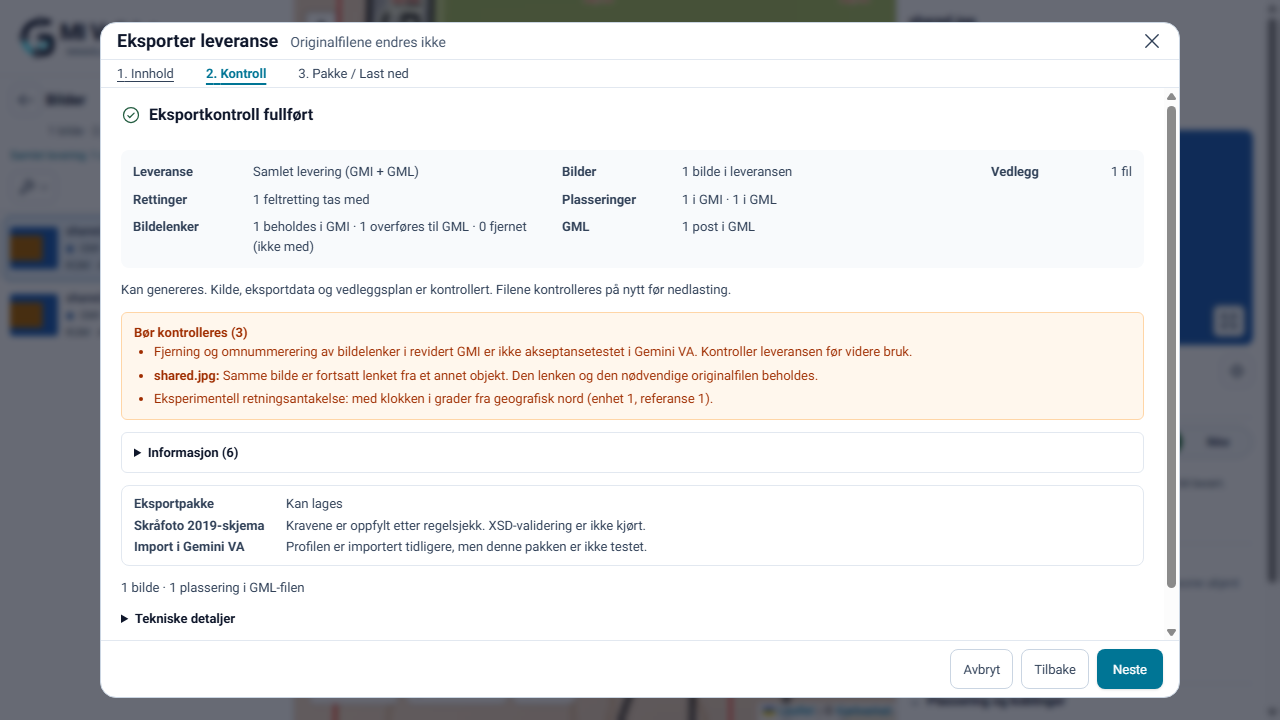 Eksporter leveranse Originalfilene endres ikke
1. Innhold 2. Kontroll 3. Pakke / Last ned
Eksportkontroll fullført
Leveranse Samlet levering (GMI + GML) Bilder 1 bilde i leveransen Vedlegg 1 fil
Rettinger 1 feltretting tas med Plasseringer 1 i GMI · 1 i GML
Bildelenker 1 beholdes i GMI · 1 overføres til GML · 0 fjernet GML 1 post i GML
(ikke med)
Kan genereres. Kilde, eksportdata og vedleggsplan er kontrollert. Filene kontrolleres på nytt før nedlasting.
Bør kontrolleres (3)
• Fjerning og omnummerering av bildelenker i revidert GMI er ikke akseptansetestet i Gemini VA. Kontroller leveransen før videre bruk.
• shared.jpg: Samme bilde er fortsatt lenket fra et annet objekt. Den lenken og den nødvendige originalfilen beholdes.
• Eksperimentell retningsantakelse: med klokken i grader fra geografisk nord (enhet 1, referanse 1).
Informasjon (6)
Eksportpakke Kan lages
Skråfoto 2019-skjema Kravene er oppfylt etter regelsjekk. XSD-validering er ikke kjørt.
Import i Gemini VA Profilen er importert tidligere, men denne pakken er ikke testet.
1 bilde · 1 plassering i GML-filen
Tekniske detaljer
Avbryt Tilbake Neste
Bilder